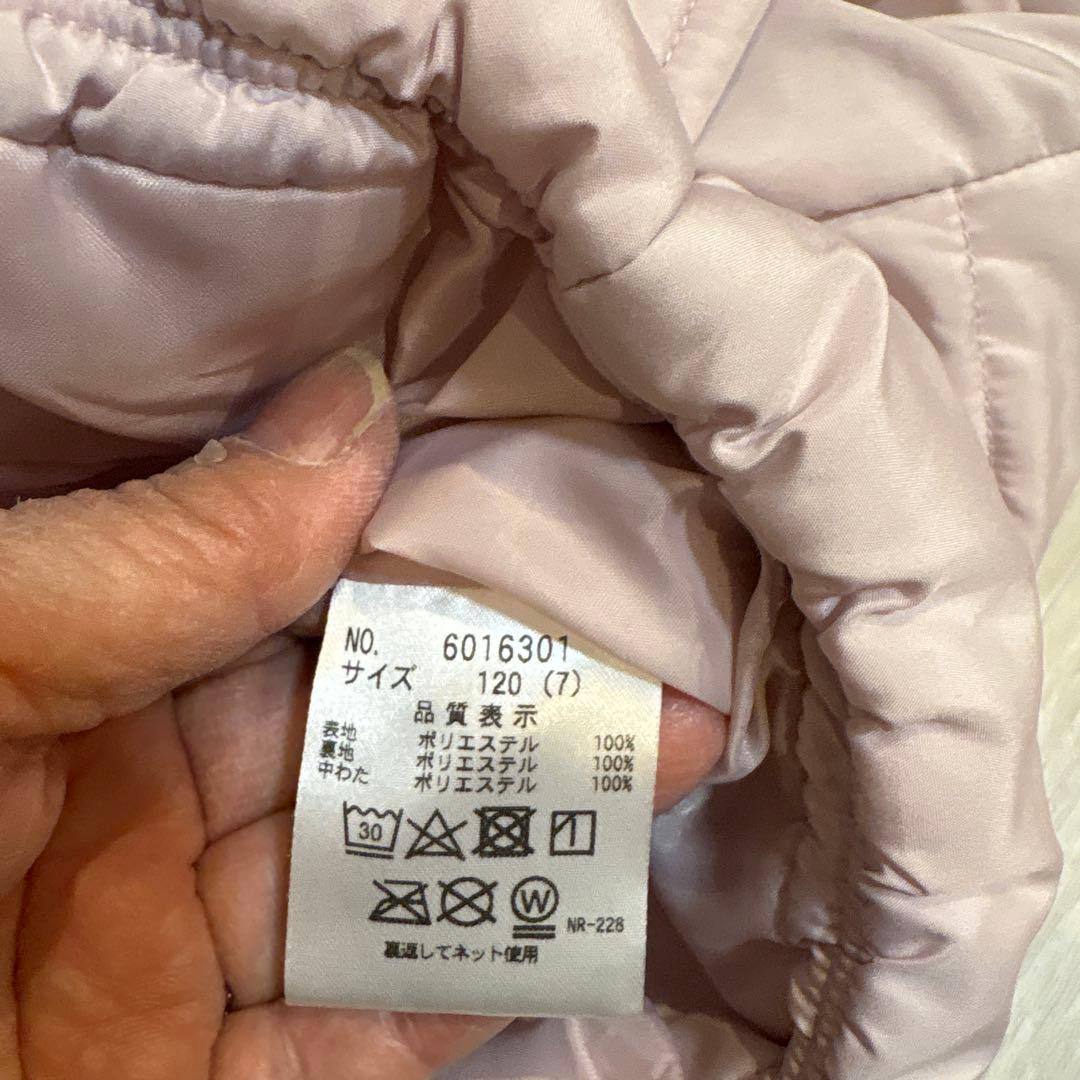 NO. 6016301
サイズ 120 (7)
品質表示
表地 ポリエステル 100%
裏地 ポリエステル 100%
中わた ポリエステル 100%
30
W
NR-228
裏返してネット使用